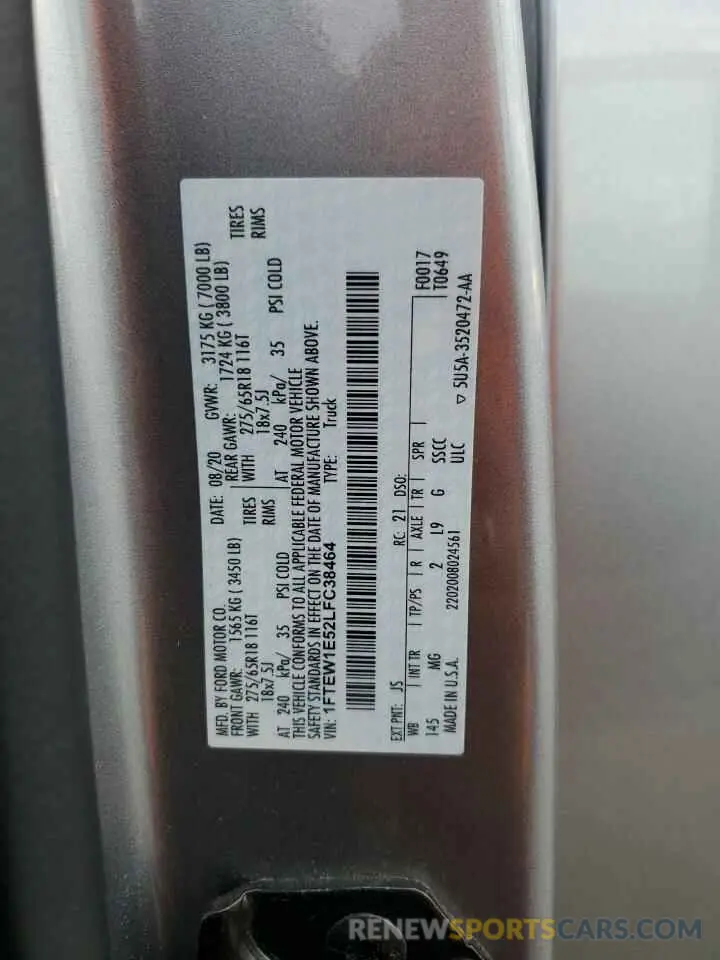 MFD. BY FORD MOTOR CO. DATE: 08/20 GVWR: 3175 KG ( 7000 LB)
FRONT GAWR: 1565 KG ( 3450 LB) REAR GAWR: 1724 KG ( 3800 LB)
WITH 275/65R18 116T TIRES WITH 275/65R18 116T TIRES
18x7.5J RIMS 18x7.5J RIMS
AT 240 kPa/ 35 PSI COLD AT 240 kPa/ 35 PSI COLD
THIS VEHICLE CONFORMS TO ALL APPLICABLE FEDERAL MOTOR VEHICLE
SAFETY STANDARDS IN EFFECT ON THE DATE OF MANUFACTURE SHOWN ABOVE.
VIN: 1FTEW1E52LFC38464 TYPE: Truck
EXT PNT: JS RC: 21 DSO: F0017
WB INT TR TP/PS R AXLE TR SPR T0649
145 MG 2 L9 G SSCC
MADE IN U.S.A. 2202008024561 ULC ▽ 5U5A-3520472-AA
RENEWSPORTSCARS.COM